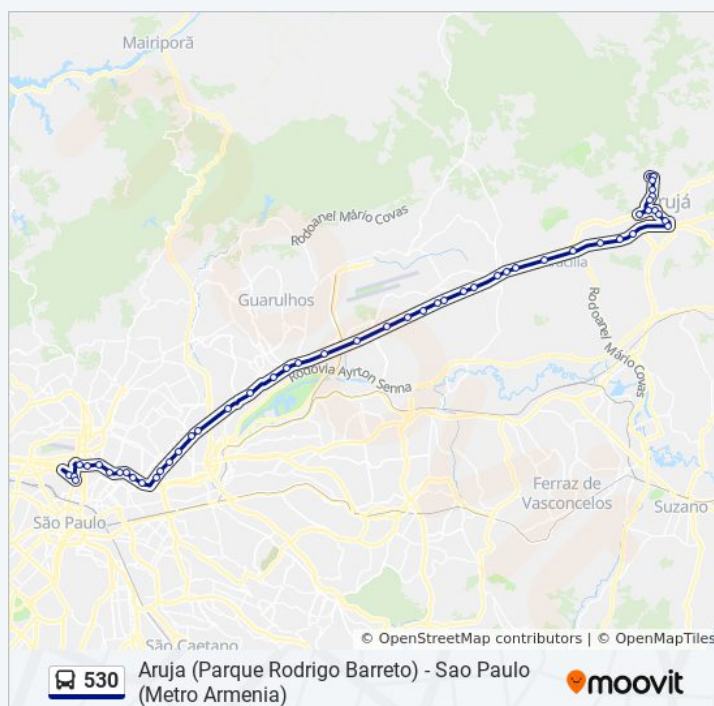 Mairiporã
Rodoanel Mário Covas
Arujá
Guarulhos
Rodoanel Mário Covas
Rodovia Ayrton Senna
Ferraz de
Vasconcelos
Suzano
São Paulo
São Caetano
© OpenStreetMap contributors | © OpenMapTiles
530
Aruja (Parque Rodrigo Barreto) - Sao Paulo
(Metro Armenia)
moovit